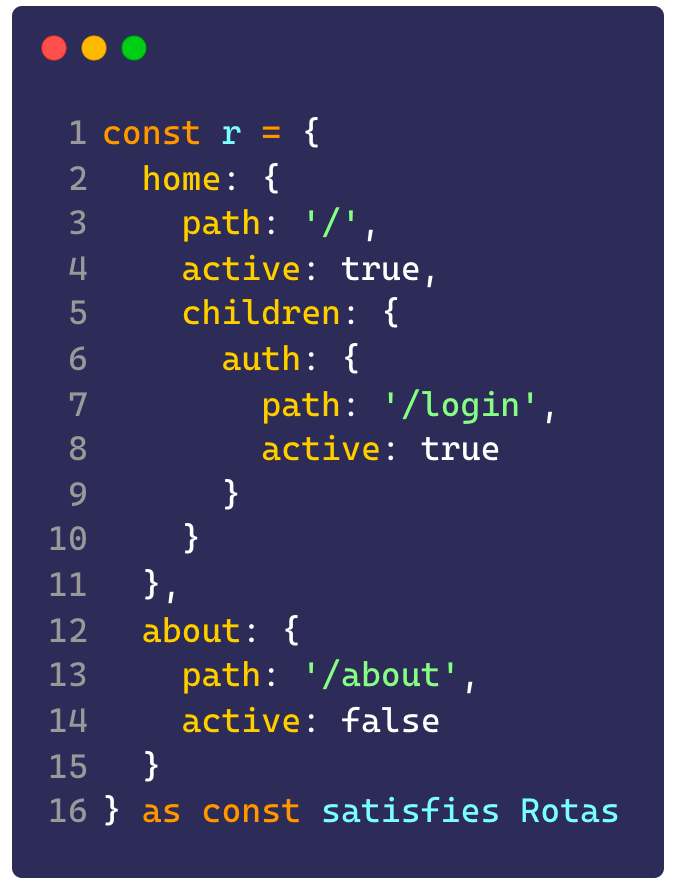 1 const r = {
2   home: {
3     path: '/',
4     active: true,
5     children: {
6       auth: {
7         path: '/login',
8         active: true
9       }
10     }
11   },
12   about: {
13     path: '/about',
14     active: false
15   }
16 } as const satisfies Rotas